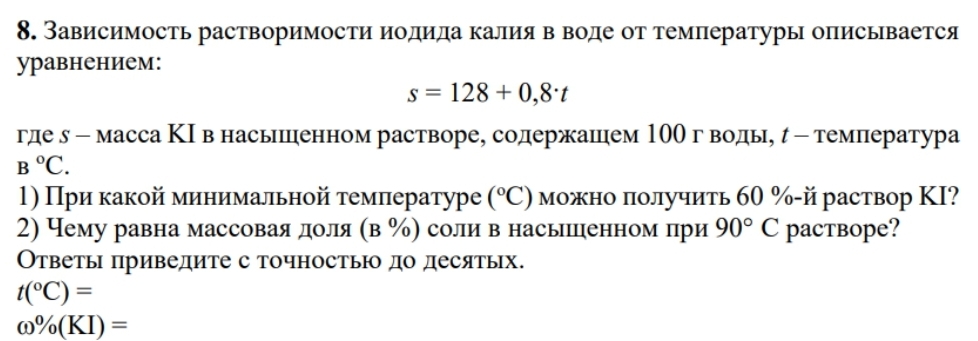 8. Зависимость растворимости иодида калия в воде от температуры описывается
уравнением:
s = 128 + 0,8·t
где s – масса KI в насыщенном растворе, содержащем 100 г воды, t – температура
в °С.
1) При какой минимальной температуре (°С) можно получить 60 %-й раствор KI?
2) Чему равна массовая доля (в %) соли в насыщенном при 90° С растворе?
Ответы приведите с точностью до десятых.
t(°С) =
ω%(KI) =